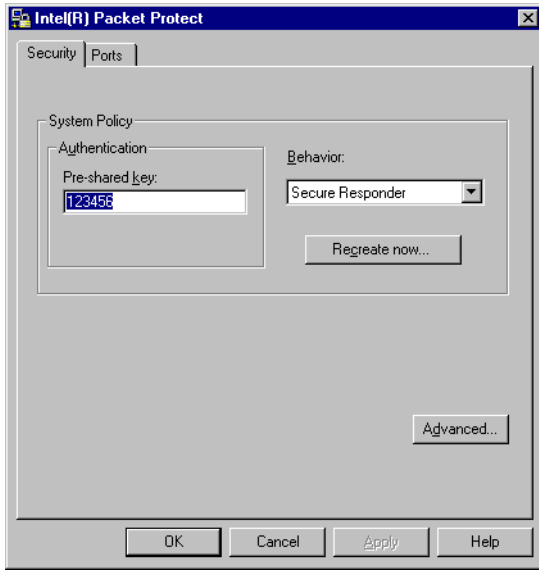 Intel(R) Packet Protect
Security Ports
System Policy
Authentication
Pre-shared key:
123456
Behavior:
Secure Responder
Recreate now...
Advanced...
OK Cancel Apply Help